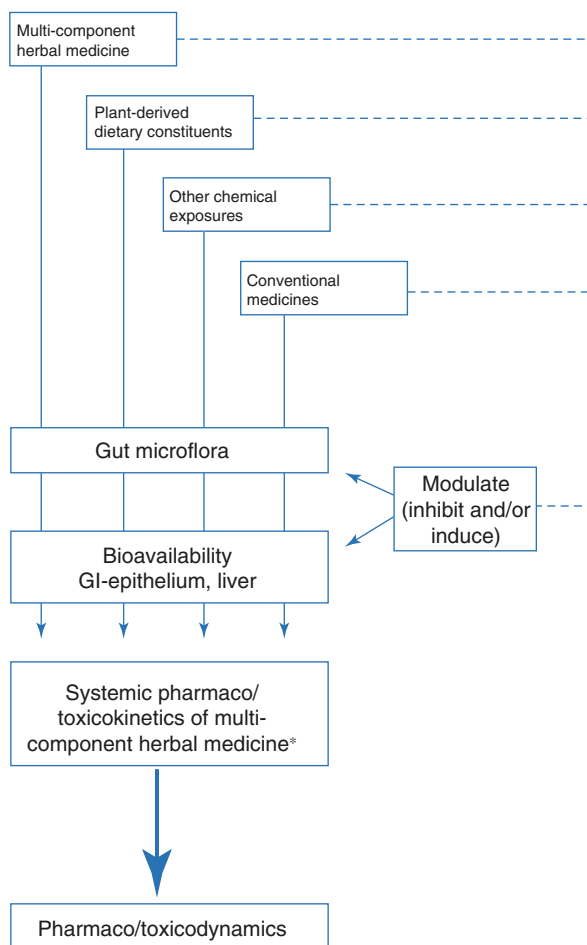 Multi-component
herbal medicine
Plant-derived
dietary constituents
Other chemical
exposures
Conventional
medicines
Gut microflora
Modulate
(inhibit and/or
induce)
Bioavailability
GI-epithelium, liver
Systemic pharmaco/
toxicokinetics of multi-
component herbal medicine*
Pharmaco/toxicodynamics